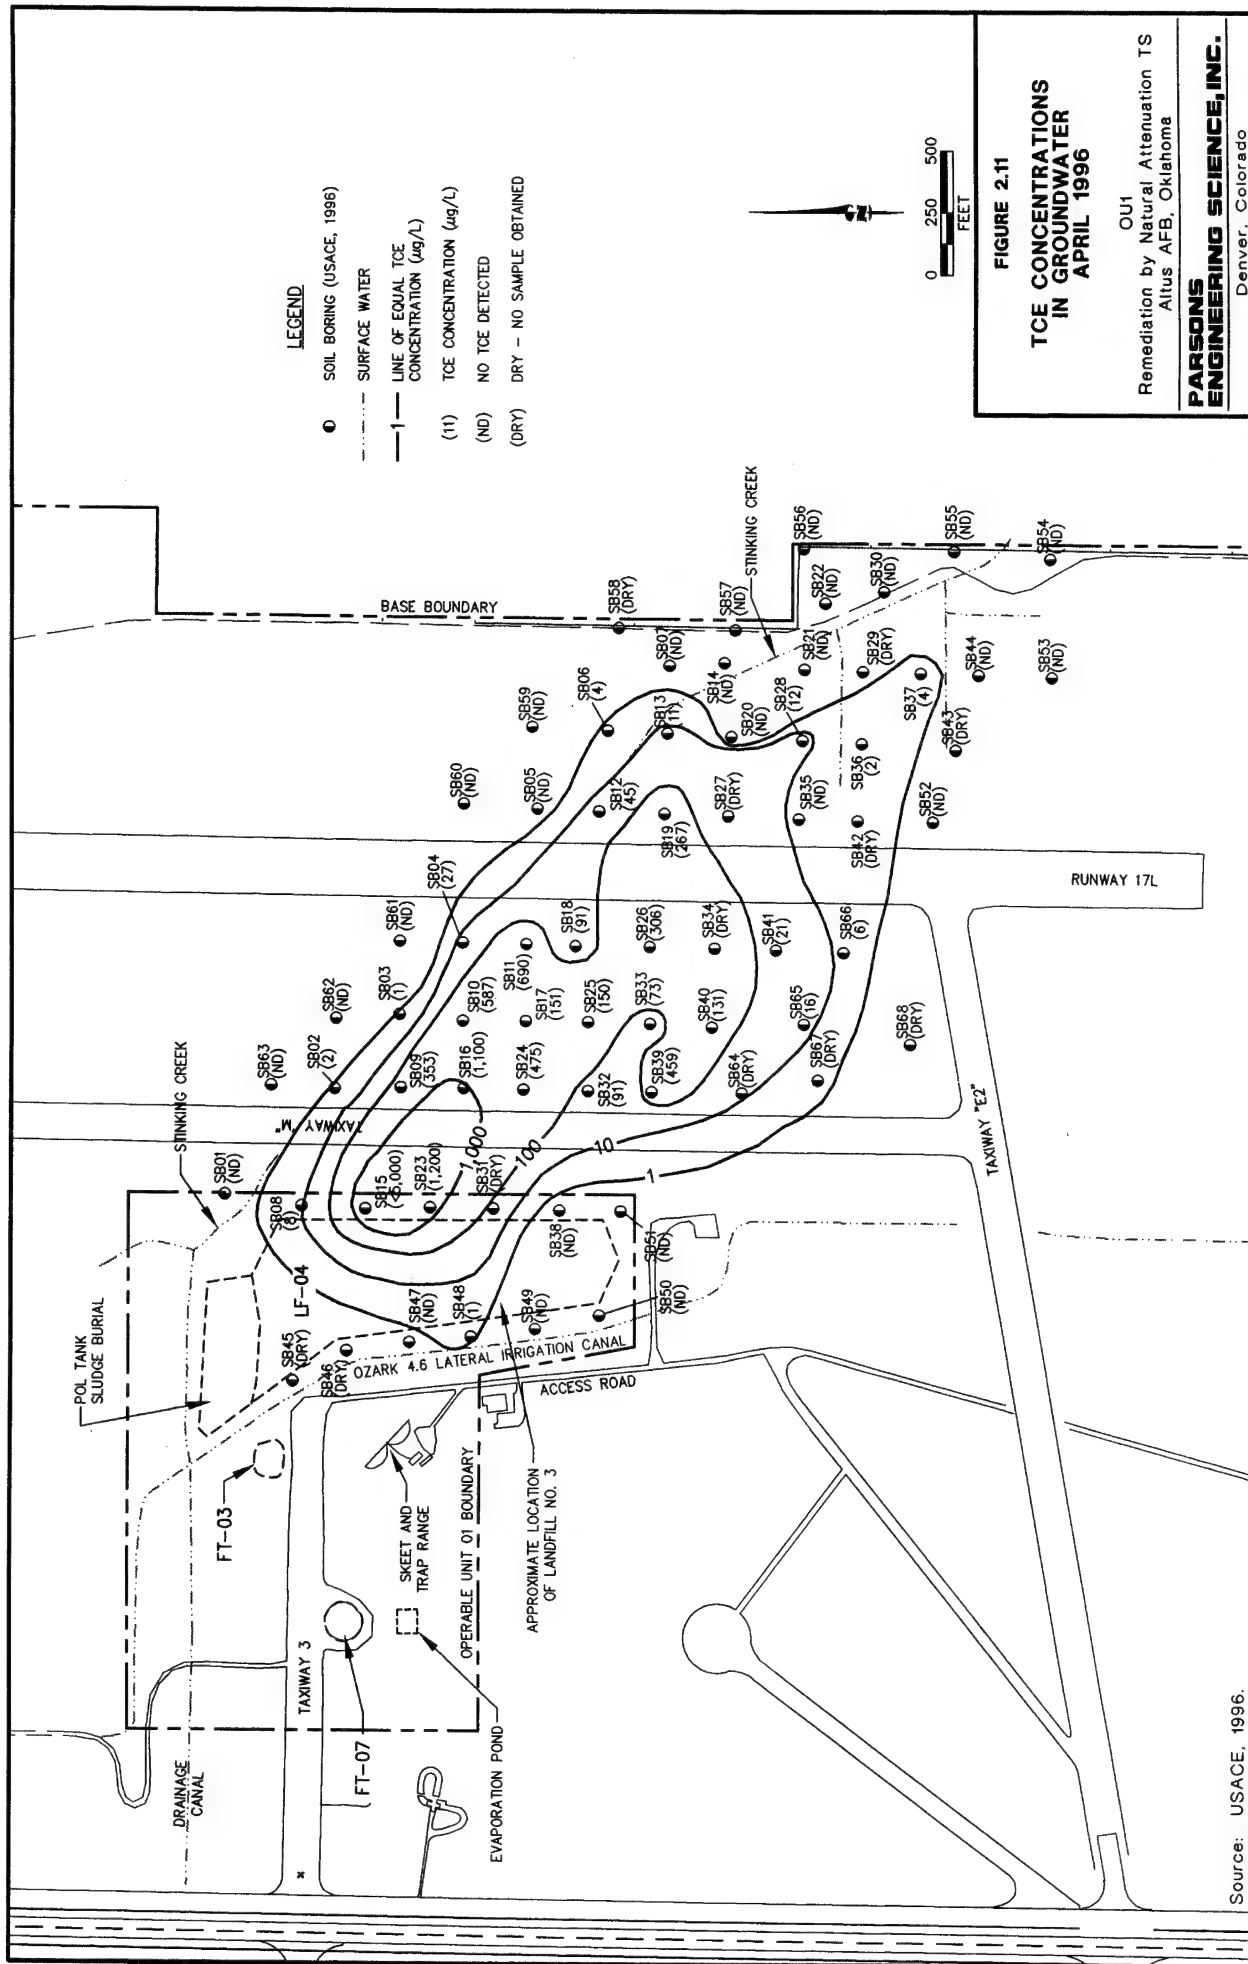 LEGEND
SOIL BORING (USACE, 1996)
SURFACE WATER
1
LINE OF EQUAL TCE
CONCENTRATION (µg/L)
(11) TCE CONCENTRATION (µg/L)
(ND) NO TCE DETECTED
(DRY) DRY – NO SAMPLE OBTAINED
0 250 500
FEET
FIGURE 2.11
TCE CONCENTRATIONS
IN GROUNDWATER
APRIL 1996
OU1
Remediation by Natural Attenuation TS
Altus AFB, Oklahoma
PARSONS
ENGINEERING SCIENCE, INC.
Denver, Colorado
DRAINAGE
CANAL
TAXIWAY 3
FT-07
FT-03
POL TANK
SLUDGE BURIAL
SKEET AND
TRAP RANGE
EVAPORATION POND
OPERABLE UNIT 01 BOUNDARY
APPROXIMATE LOCATION
OF LANDFILL NO. 3
OZARK 4.6 LATERAL IRRIGATION CANAL
ACCESS ROAD
LF-04
STINKING CREEK
TAXIWAY "M"
TAXIWAY "E2"
RUNWAY 17L
BASE BOUNDARY
STINKING CREEK
1,000
100
10
1
SB45
(DRY)
SB46
(DRY)
SB47
(ND)
SB48
(1)
SB49
(ND)
SB50
(ND)
SB01
(ND)
SB08
(8)
SB15
(<5,000)
SB23
(1,200)
SB31
(DRY)
SB38
(ND)
SB51
(ND)
SB63
(ND)
SB02
(2)
SB09
(353)
SB16
(1,100)
SB24
(475)
SB32
(91)
SB39
(459)
SB64
(DRY)
SB67
(DRY)
SB62
(ND)
SB03
(1)
SB10
(587)
SB17
(151)
SB25
(150)
SB33
(73)
SB40
(131)
SB65
(16)
SB68
(DRY)
SB61
(ND)
SB04
(27)
SB11
(690)
SB18
(91)
SB26
(306)
SB34
(DRY)
SB41
(21)
SB66
(6)
SB60
(ND)
SB05
(ND)
SB12
(45)
SB19
(267)
SB27
(DRY)
SB35
(ND)
SB42
(DRY)
SB52
(ND)
SB59
(ND)
SB06
(4)
SB13
(11)
SB20
(ND)
SB28
(12)
SB36
(2)
SB43
(DRY)
SB07
(ND)
SB14
(ND)
SB21
(ND)
SB29
(DRY)
SB37
(4)
SB44
(ND)
SB53
(ND)
SB58
(DRY)
SB57
(ND)
SB22
(ND)
SB30
(ND)
SB56
(ND)
SB55
(ND)
SB54
(ND)
Source: USACE, 1996.